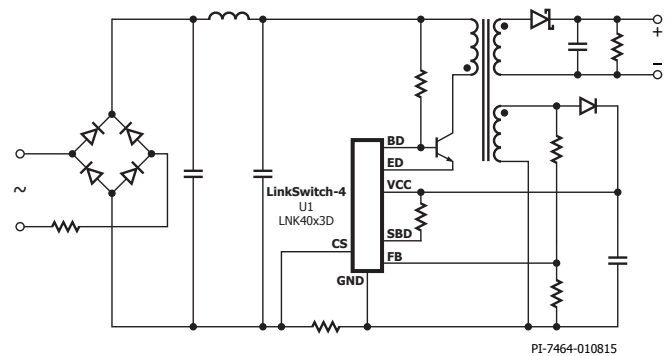 +
–
~
BD
ED
LinkSwitch-4
U1
LNK40x3D
VCC
SBD
CS
FB
GND
PI-7464-010815